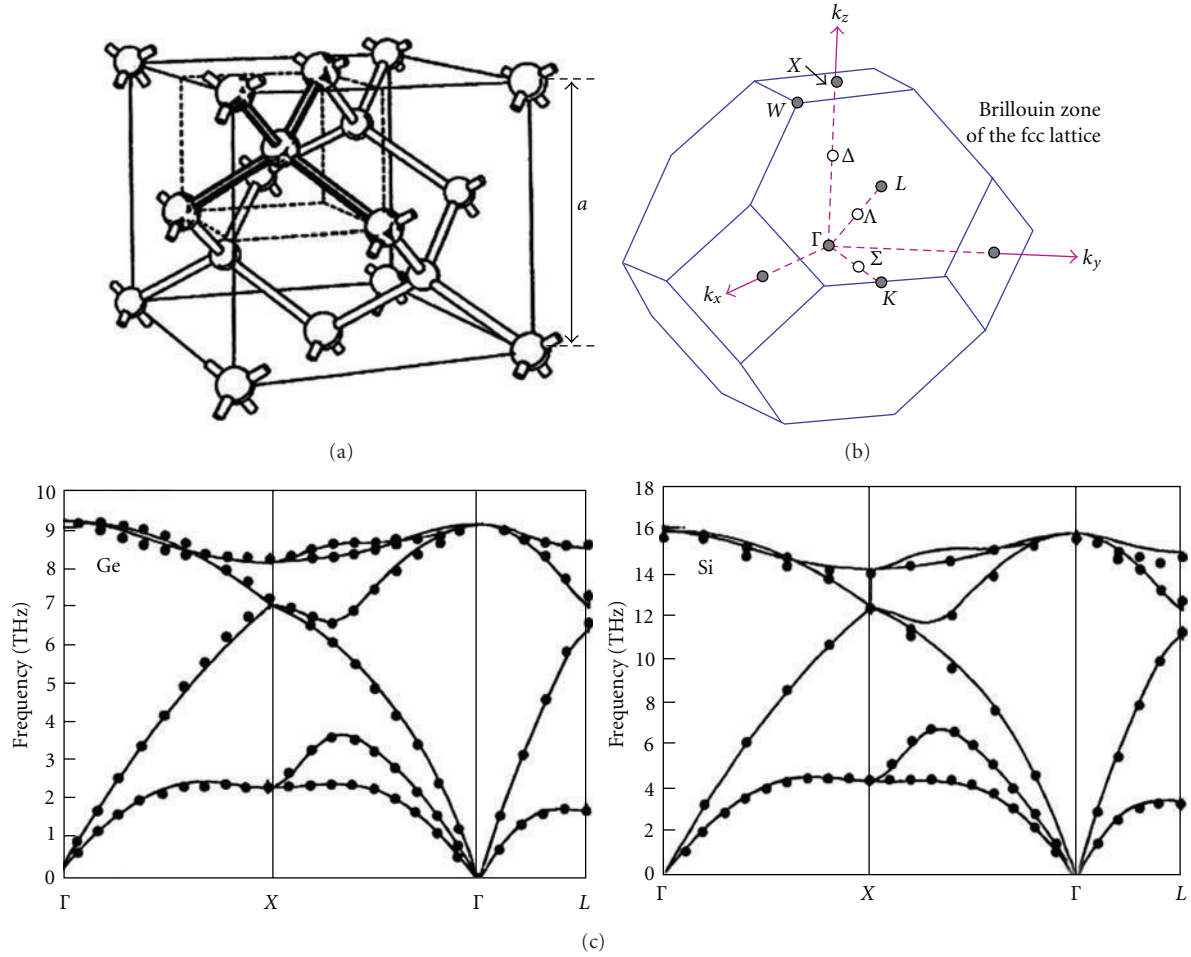 a
(a)
k_z
X
W
Brillouin zone
of the fcc lattice
Δ
L
Λ
Γ
Σ
k_y
k_x
K
(b)
10
9
8
7
6
5
4
3
2
1
0
Frequency (THz)
Ge
Γ
X
Γ
L
18
16
14
12
10
8
6
4
2
0
Frequency (THz)
Si
Γ
X
Γ
L
(c)